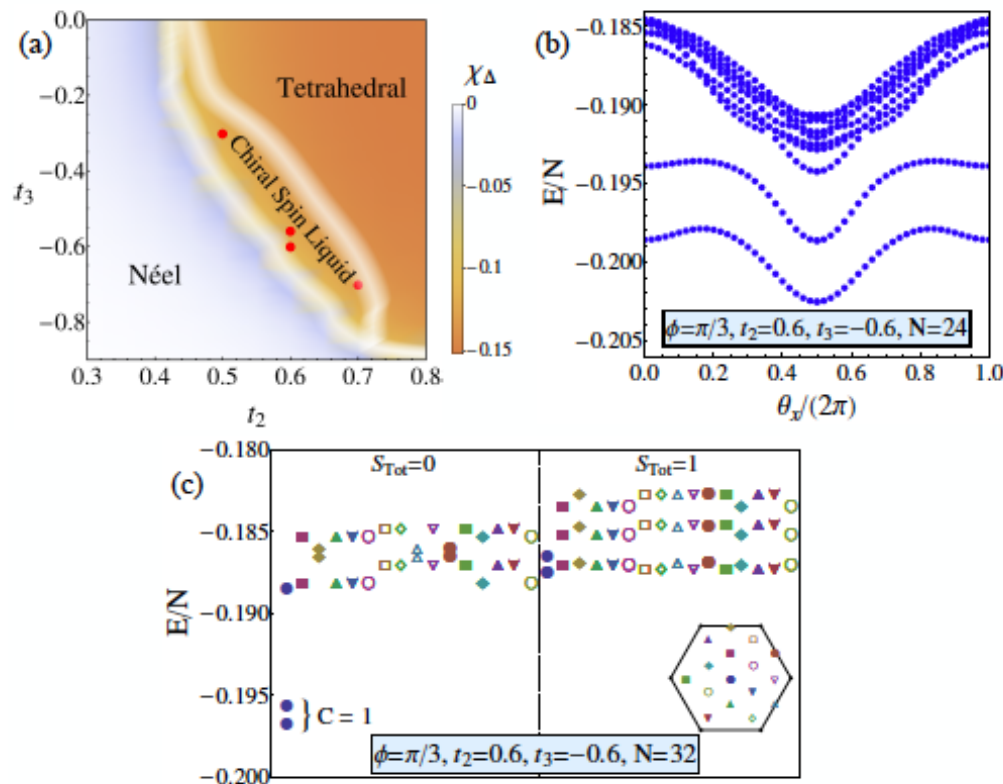 (a)
0.0
−0.2
−0.4
−0.6
−0.8
t3
0.3 0.4 0.5 0.6 0.7 0.8
t2
Tetrahedral
Chiral Spin Liquid
Néel
χΔ
0
−0.05
−0.1
−0.15
(b)
−0.185
−0.190
−0.195
−0.200
−0.205
E/N
ϕ=π/3, t2=0.6, t3=−0.6, N=24
0.0 0.2 0.4 0.6 0.8 1.0
θx/(2π)
(c)
−0.180
−0.185
−0.190
−0.195
−0.200
E/N
STot=0
STot=1
} C = 1
ϕ=π/3, t2=0.6, t3=−0.6, N=32